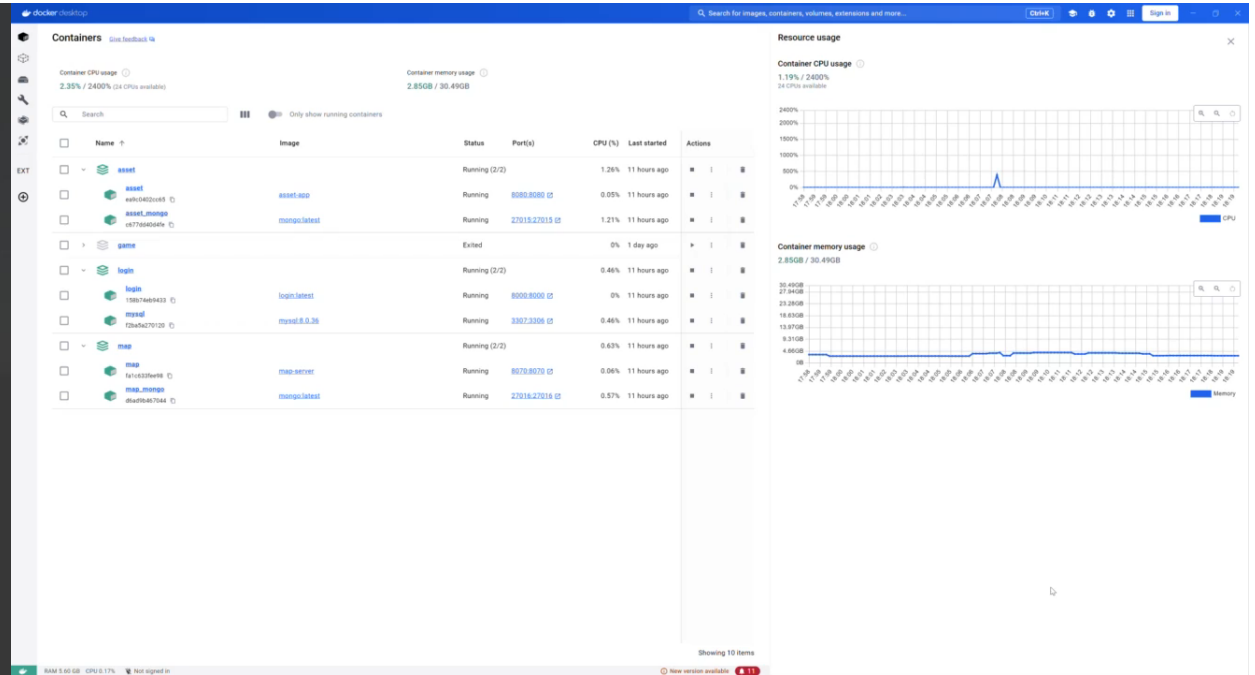 docker desktop
Search for images, containers, volumes, extensions and more...
Ctrl+K
Sign in
Containers
Give feedback
Container CPU usage
2.35% / 2400% (24 CPUs available)
Container memory usage
2.85GB / 30.49GB
Search
Only show running containers
Name Image Status Port(s) CPU (%) Last started Actions
asset Running (2/2) 1.26% 11 hours ago
asset asset-app Running 8080:8080 0.05% 11 hours ago
ea9c0402cc65
asset_mongo mongo:latest Running 27015:27015 1.21% 11 hours ago
c677dd40d4fe
game Exited 0% 1 day ago
login Running (2/2) 0.46% 11 hours ago
login login:latest Running 8000:8000 0% 11 hours ago
158b74eb9433
mysql mysql:8.0.36 Running 3307:3306 0.46% 11 hours ago
f2ba5a270120
map Running (2/2) 0.63% 11 hours ago
map map-server Running 8070:8070 0.06% 11 hours ago
fa1c633fee98
map_mongo mongo:latest Running 27016:27016 0.57% 11 hours ago
d6ad9b467044
Showing 10 items
EXT
RAM 5.60 GB CPU 0.17% Not signed in
New version available
11
Resource usage
Container CPU usage
1.19% / 2400%
24 CPUs available
2400%
2000%
1500%
1000%
500%
0%
CPU
Container memory usage
2.85GB / 30.49GB
30.49GB
27.94GB
23.28GB
18.63GB
13.97GB
9.31GB
4.66GB
0B
Memory